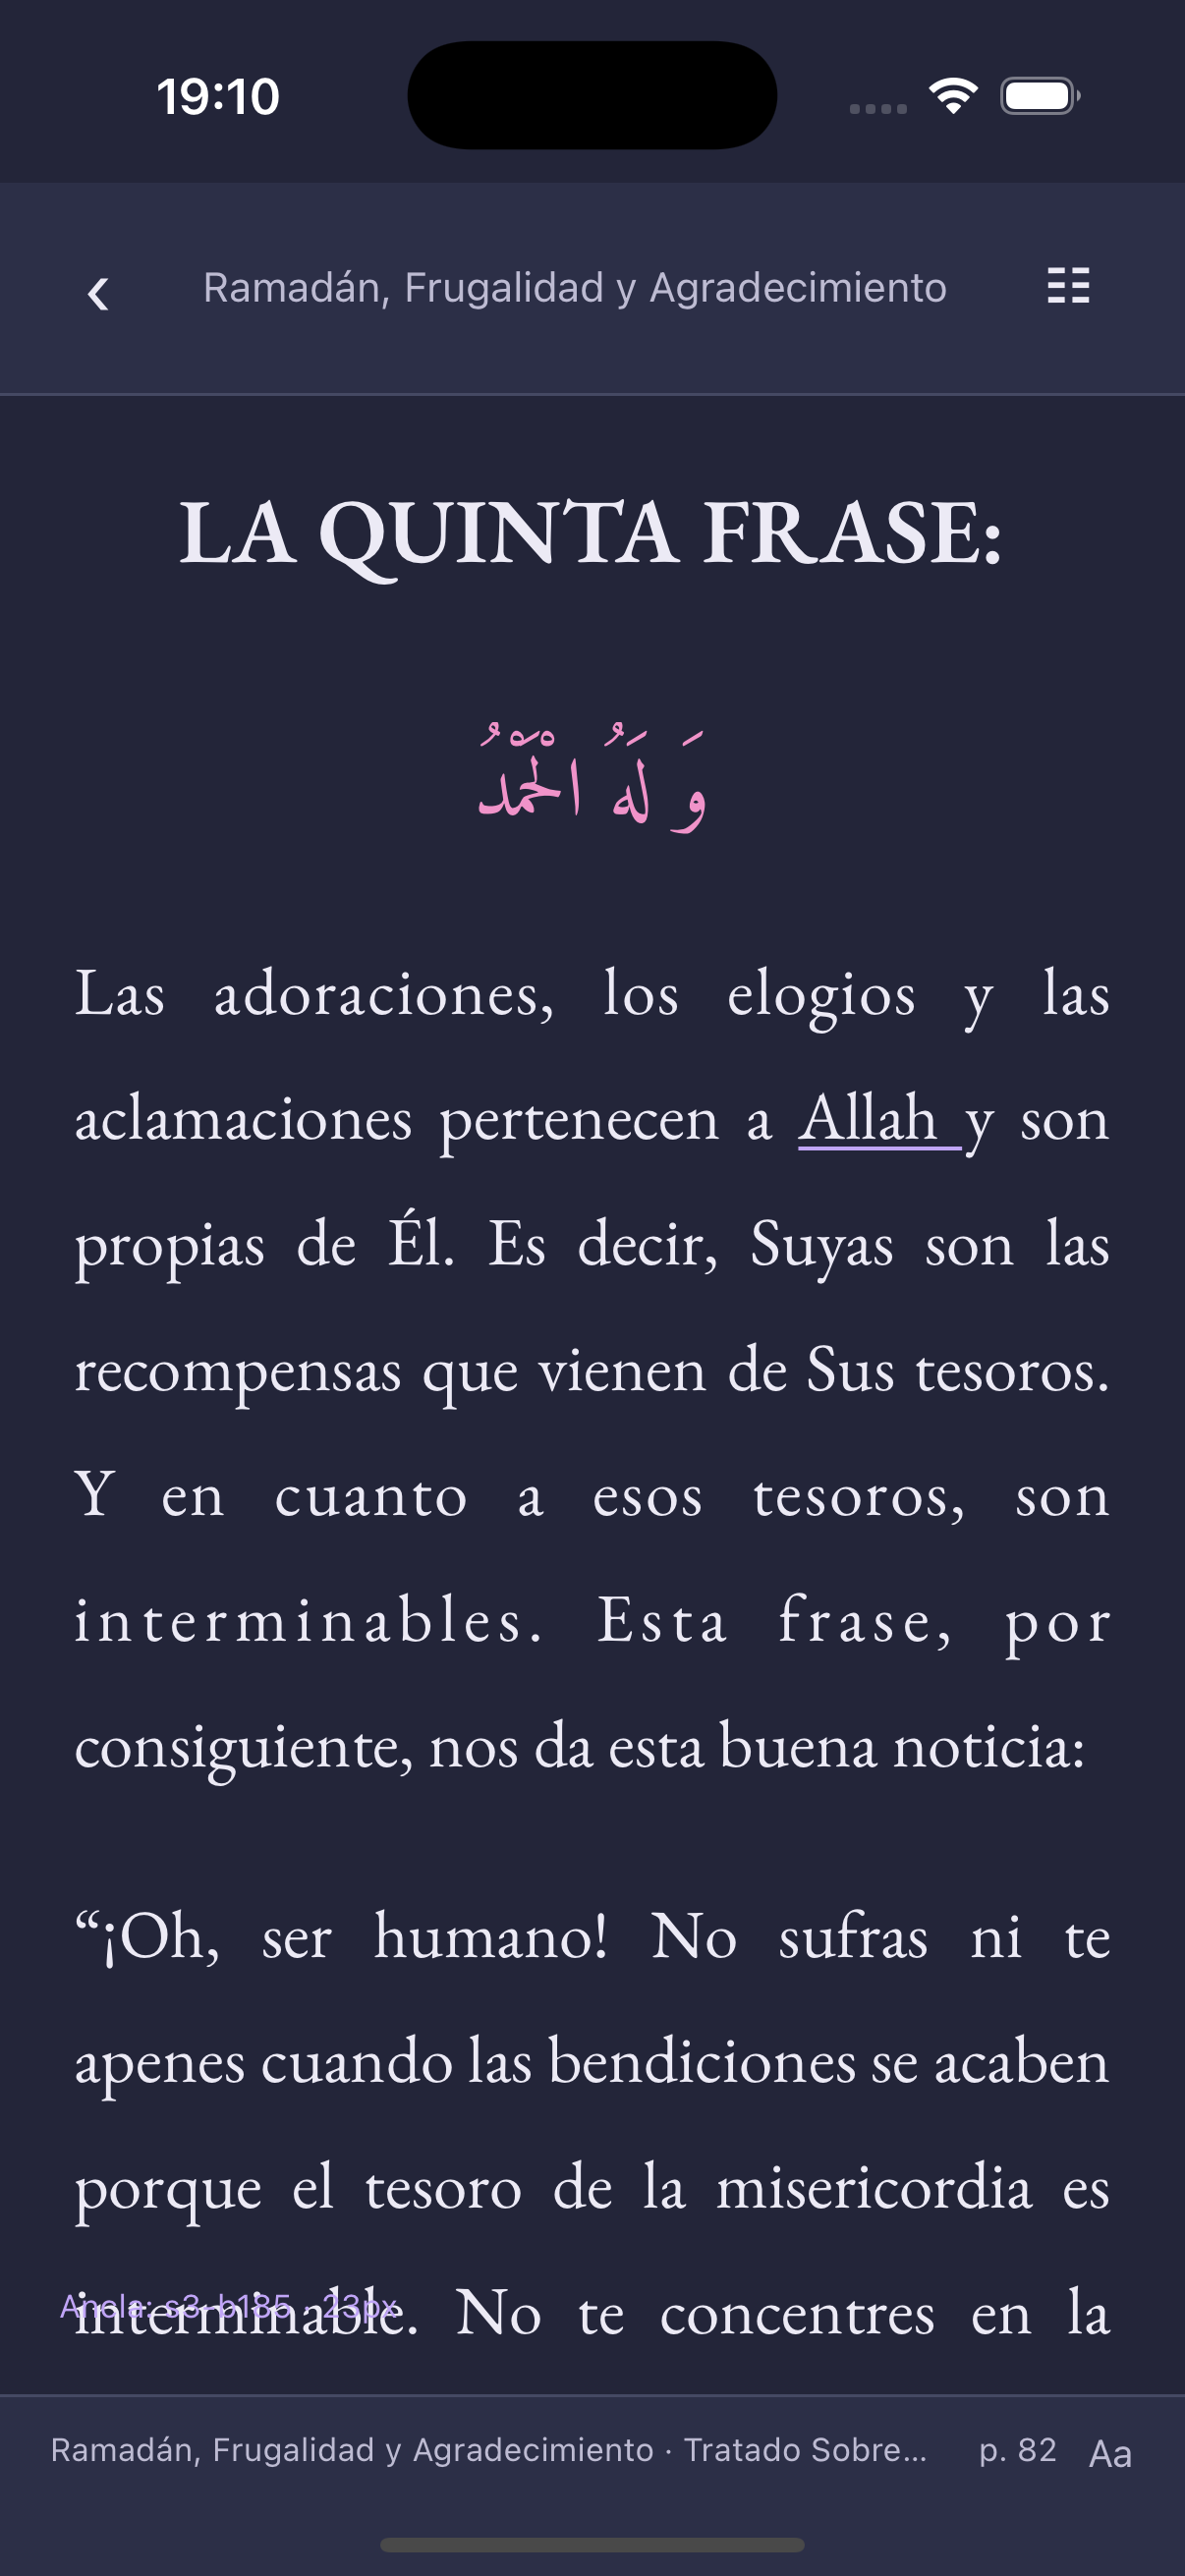 19:10
‹ Ramadán, Frugalidad y Agradecimiento
LA QUINTA FRASE:
وَ لَهُ الْحَمْدُ
Las adoraciones, los elogios y las
aclamaciones pertenecen a Allah y son
propias de Él. Es decir, Suyas son las
recompensas que vienen de Sus tesoros.
Y en cuanto a esos tesoros, son
interminables. Esta frase, por
consiguiente, nos da esta buena noticia:
“¡Oh, ser humano! No sufras ni te
apenes cuando las bendiciones se acaben
porque el tesoro de la misericordia es
interminable. No te concentres en la
Ancla: s3-b185 · 23px
Ramadán, Frugalidad y Agradecimiento · Tratado Sobre... p. 82 Aa